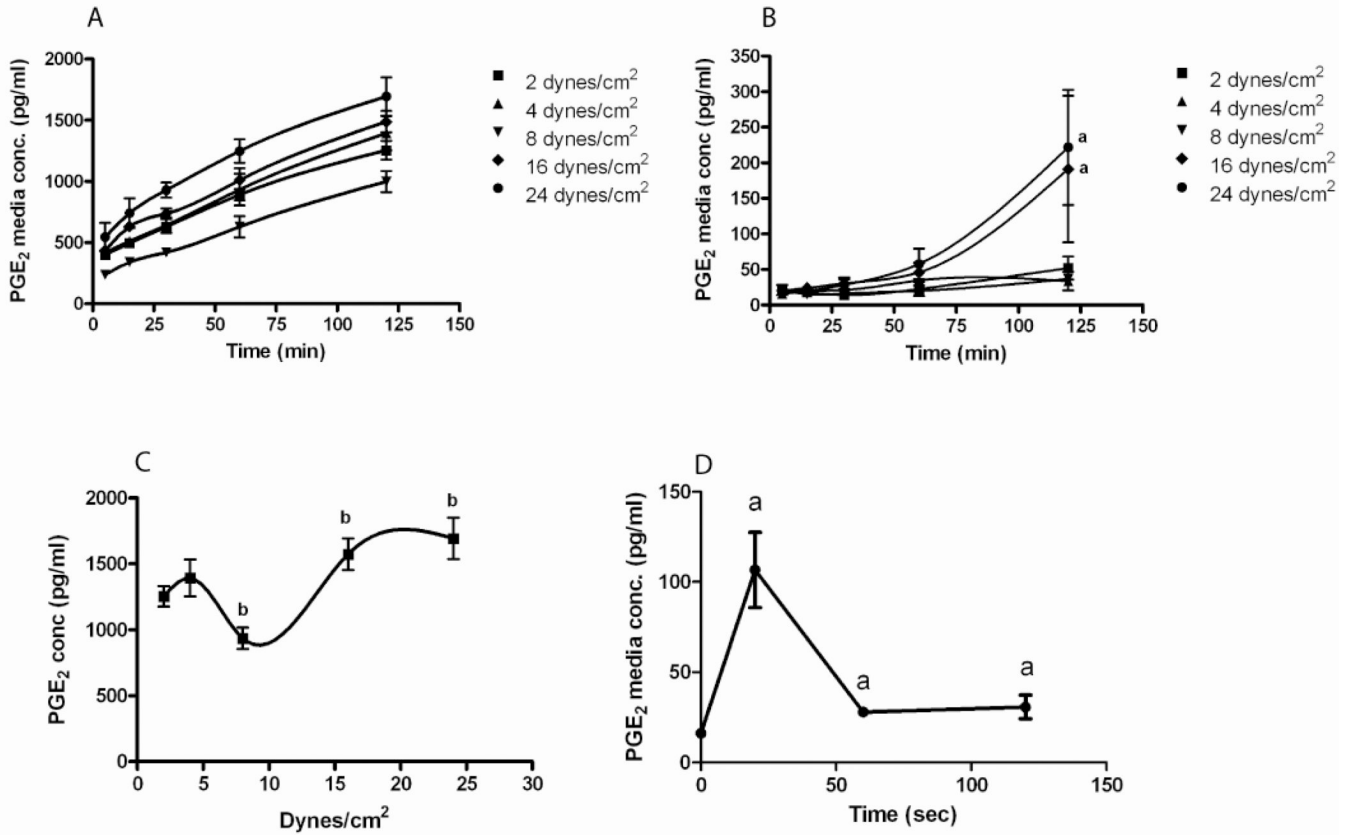 A
PGE₂ media conc. (pg/ml)
2000
1500
1000
500
0
0 25 50 75 100 125 150
Time (min)
2 dynes/cm²
4 dynes/cm²
8 dynes/cm²
16 dynes/cm²
24 dynes/cm²
B
PGE₂ media conc. (pg/ml)
350
300
250
200
150
100
50
0
0 25 50 75 100 125 150
Time (min)
a
a
2 dynes/cm²
4 dynes/cm²
8 dynes/cm²
16 dynes/cm²
24 dynes/cm²
C
PGE₂ conc (pg/ml)
2000
1500
1000
500
0
b
b
b
0 5 10 15 20 25 30
Dynes/cm²
D
PGE₂ media conc. (pg/ml)
150
100
50
0
a
a
a
0 50 100 150
Time (sec)